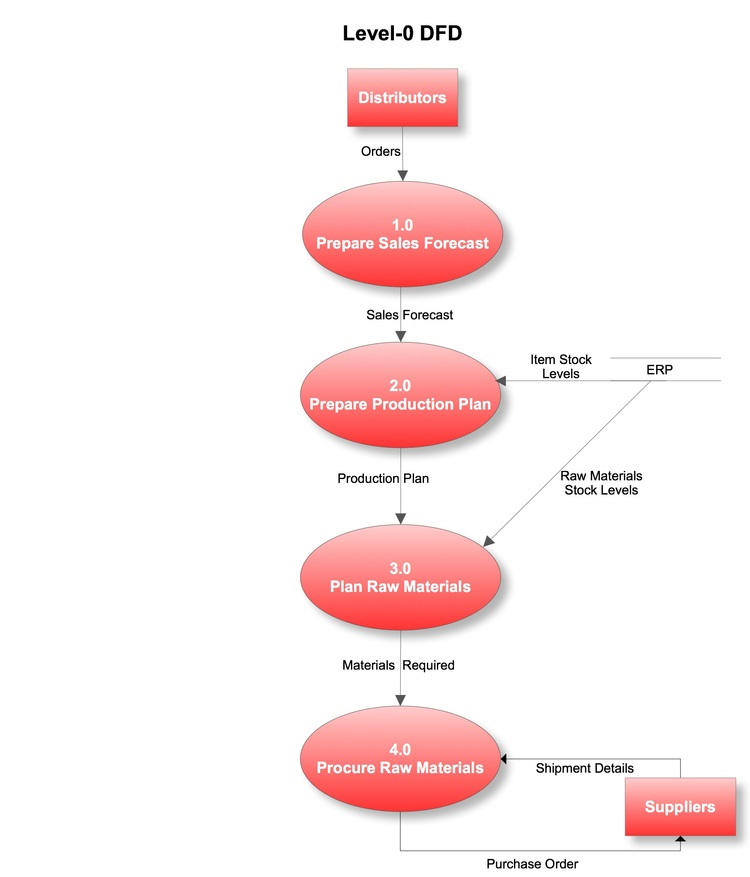 Level-0 DFD
Distributors
Orders
1.0
Prepare Sales Forecast
Sales Forecast
Item Stock
Levels
ERP
2.0
Prepare Production Plan
Production Plan
Raw Materials
Stock Levels
3.0
Plan Raw Materials
Materials Required
4.0
Procure Raw Materials
Shipment Details
Suppliers
Purchase Order